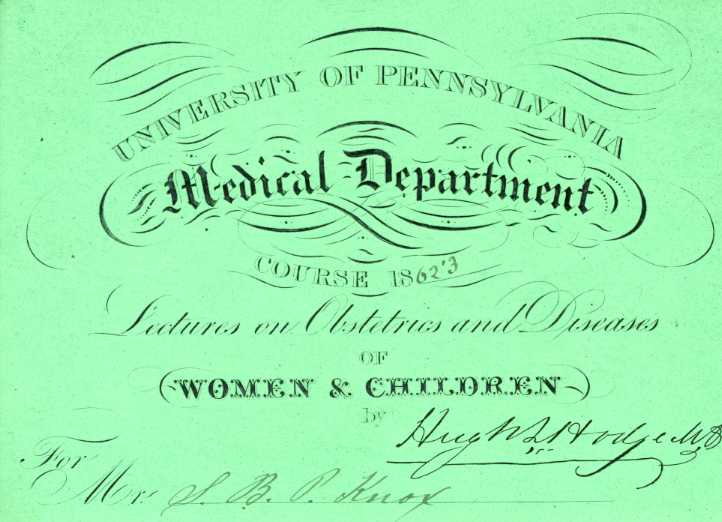 UNIVERSITY OF PENNSYLVANIA
Medical Department
COURSE 1862'3
Lectures on Obstetrics and Diseases
OF
WOMEN & CHILDREN
by
Hugh L Hodge MD
For
Mr. S. B. P. Knox